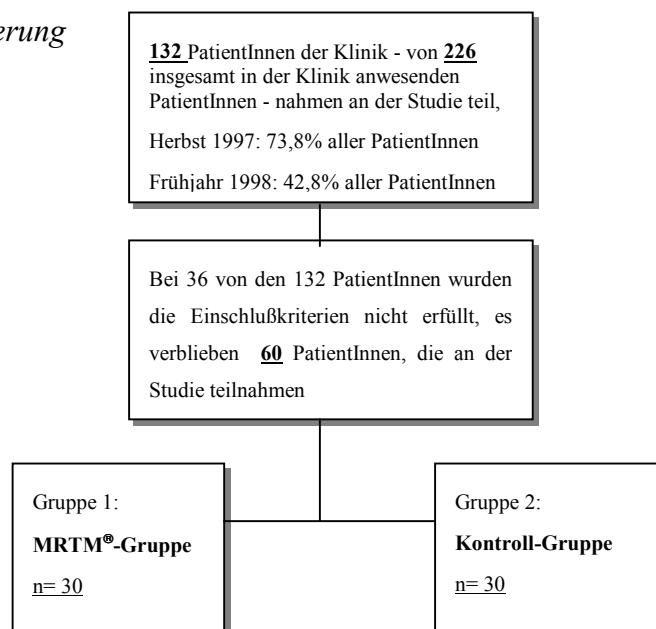 erung
132 PatientInnen der Klinik - von 226
insgesamt in der Klinik anwesenden
PatientInnen - nahmen an der Studie teil,
Herbst 1997: 73,8% aller PatientInnen
Frühjahr 1998: 42,8% aller PatientInnen
Bei 36 von den 132 PatientInnen wurden
die Einschlußkriterien nicht erfüllt, es
verblieben 60 PatientInnen, die an der
Studie teilnahmen
Gruppe 1:
MRTM®-Gruppe
n= 30
Gruppe 2:
Kontroll-Gruppe
n= 30